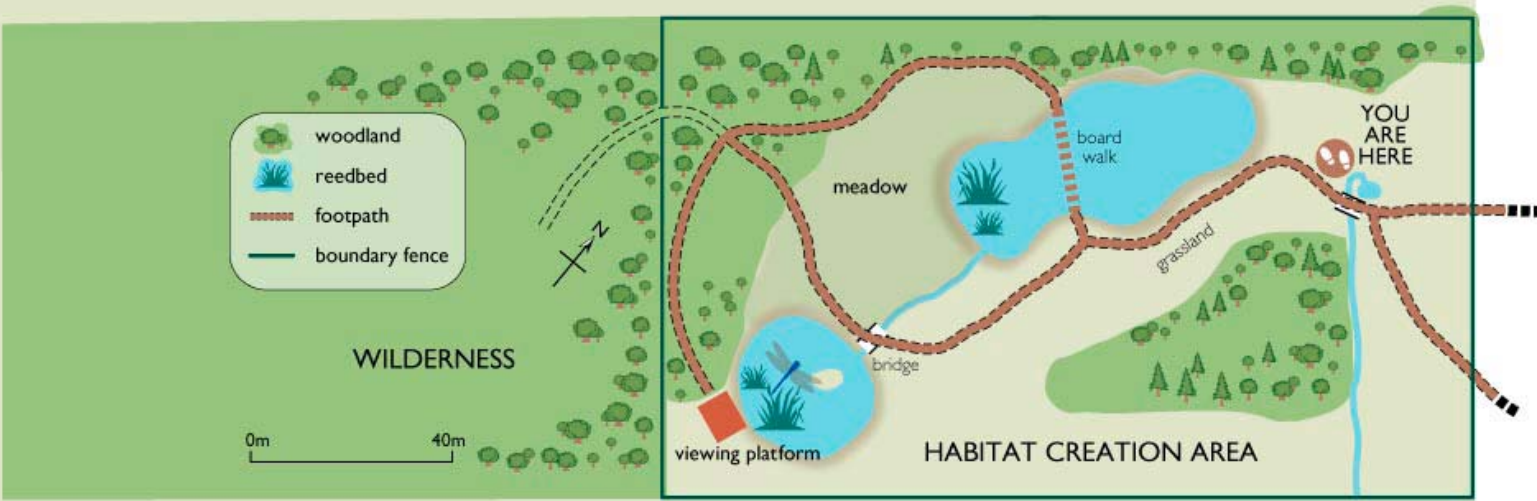 woodland
reedbed
footpath
boundary fence
N
WILDERNESS
0m
40m
meadow
board
walk
YOU
ARE
HERE
grassland
bridge
viewing platform
HABITAT CREATION AREA